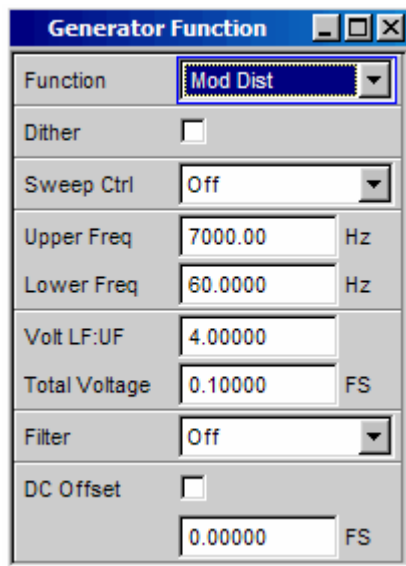 Generator Function
Function Mod Dist
Dither
Sweep Ctrl Off
Upper Freq 7000.00 Hz
Lower Freq 60.0000 Hz
Volt LF:UF 4.00000
Total Voltage 0.10000 FS
Filter Off
DC Offset
0.00000 FS